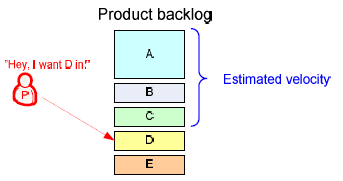 Product backlog
"Hey, I want D in!"
P
A
B
C
D
E
Estimated velocity